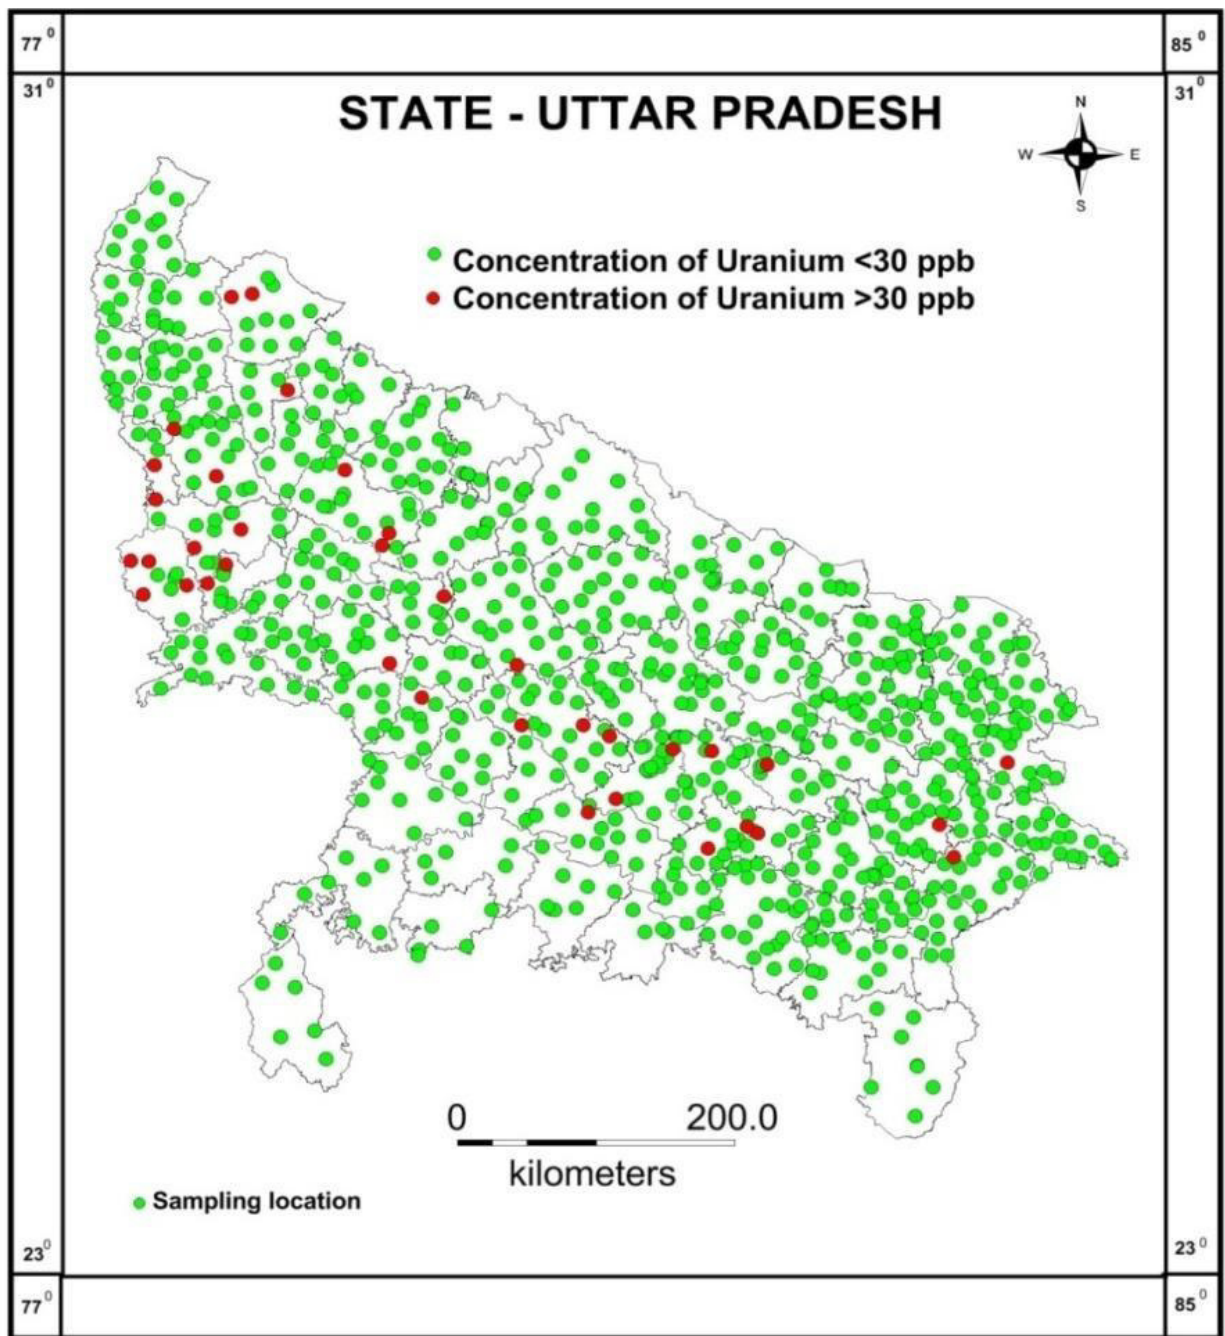 77⁰ 85⁰
31⁰ 31⁰
STATE - UTTAR PRADESH
N
W E
S
Concentration of Uranium <30 ppb
Concentration of Uranium >30 ppb
0 200.0
kilometers
Sampling location
23⁰ 23⁰
77⁰ 85⁰